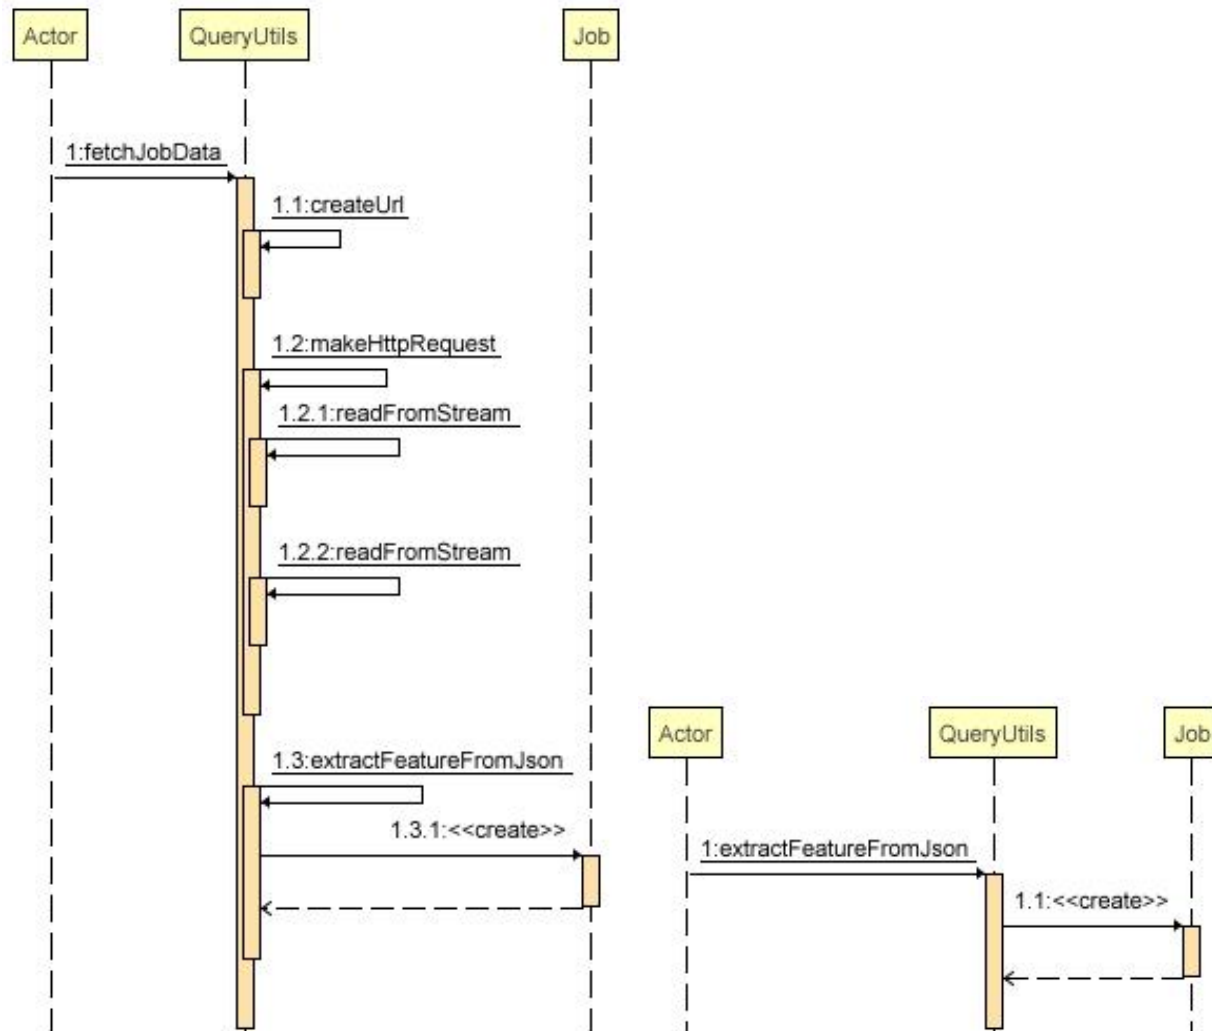 Actor
QueryUtils
Job
1:fetchJobData
1.1:createUrl
1.2:makeHttpRequest
1.2.1:readFromStream
1.2.2:readFromStream
1.3:extractFeatureFromJson
1.3.1:<<create>>
Actor
QueryUtils
Job
1:extractFeatureFromJson
1.1:<<create>>